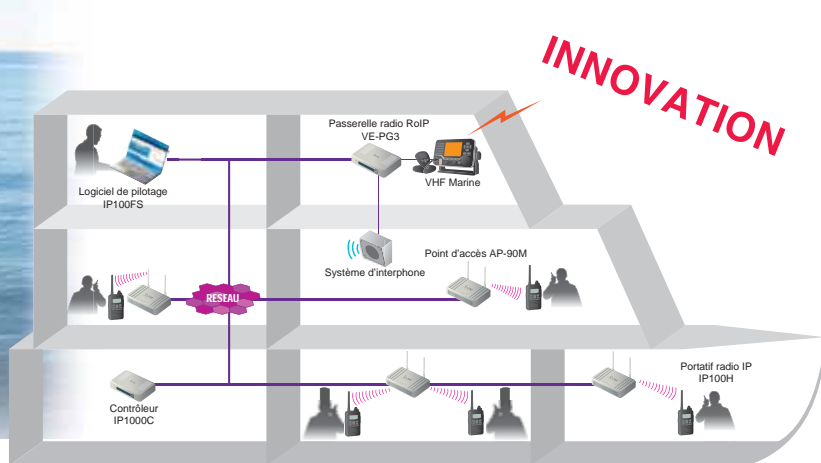 INNOVATION
Passerelle radio RoIP
VE-PG3
VHF Marine
Logiciel de pilotage
IP100FS
Système d'interphone
Point d'accès AP-90M
RESEAU
Portatif radio IP
IP100H
Contrôleur
IP1000C